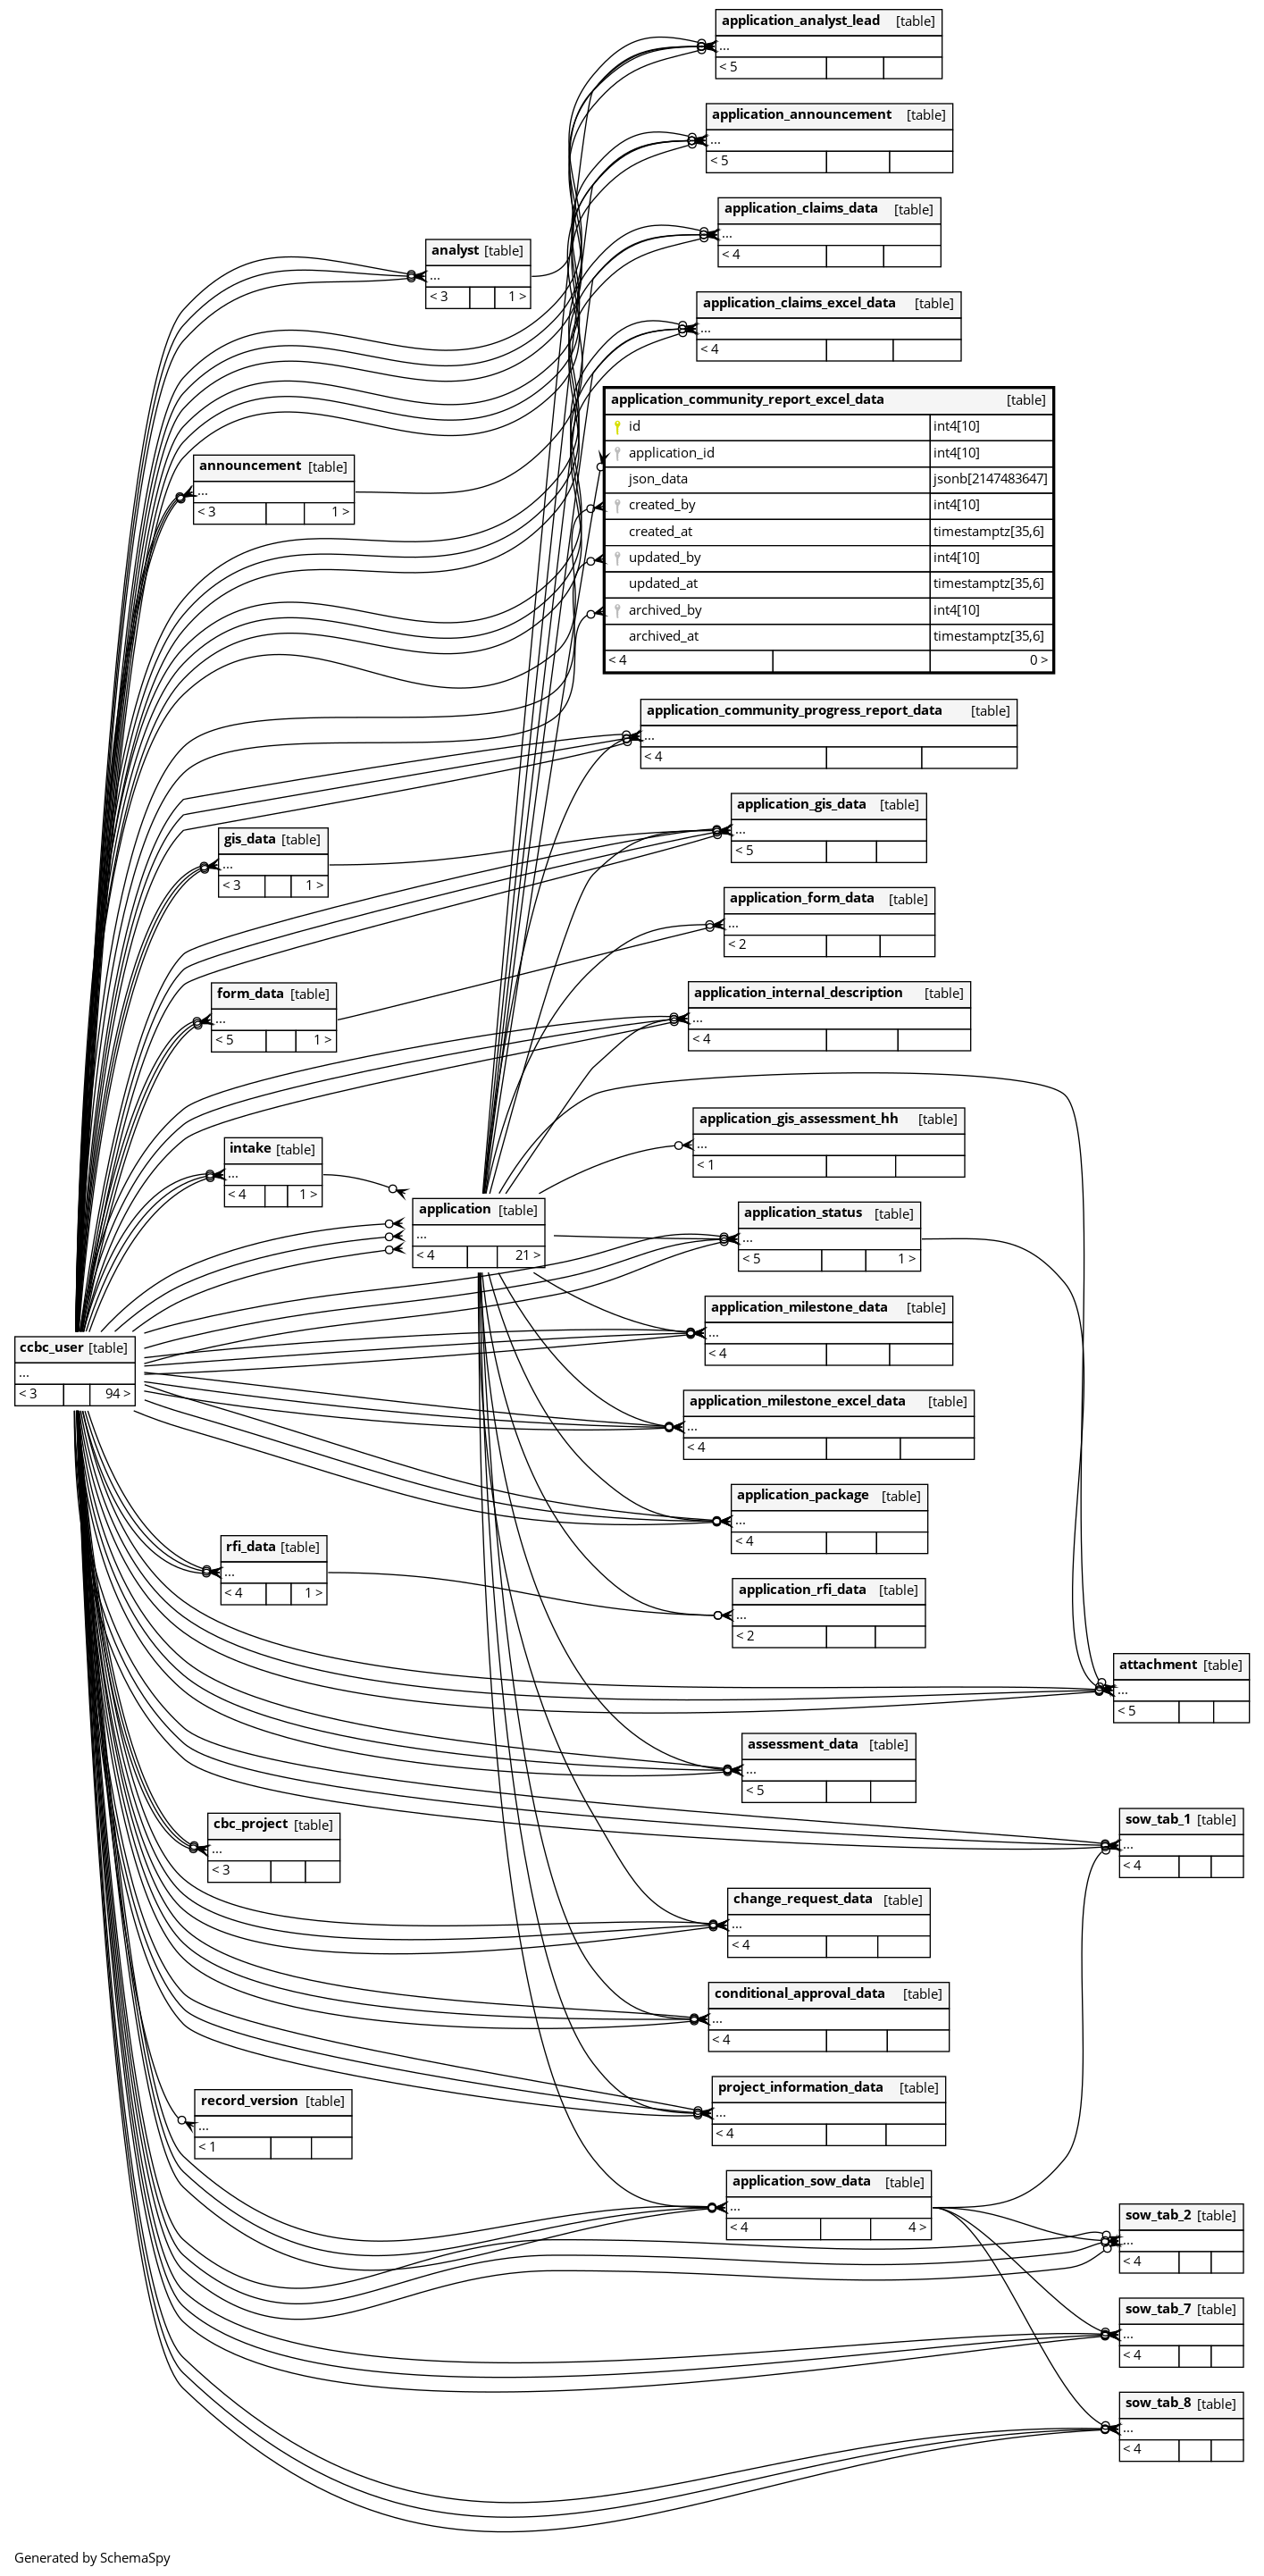 application_analyst_lead [table]
...
< 5
application_announcement [table]
...
< 5
application_claims_data [table]
...
< 4
analyst [table]
...
< 3 1 >
application_claims_excel_data [table]
...
< 4
application_community_report_excel_data [table]
id int4[10]
application_id int4[10]
json_data jsonb[2147483647]
created_by int4[10]
created_at timestamptz[35,6]
updated_by int4[10]
updated_at timestamptz[35,6]
archived_by int4[10]
archived_at timestamptz[35,6]
< 4 0 >
announcement [table]
...
< 3 1 >
application_community_progress_report_data [table]
...
< 4
application_gis_data [table]
...
< 5
gis_data [table]
...
< 3 1 >
application_form_data [table]
...
< 2
form_data [table]
...
< 5 1 >
application_internal_description [table]
...
< 4
application_gis_assessment_hh [table]
...
< 1
intake [table]
...
< 4 1 >
application [table]
...
< 4 21 >
application_status [table]
...
< 5 1 >
application_milestone_data [table]
...
< 4
ccbc_user [table]
...
< 3 94 >
application_milestone_excel_data [table]
...
< 4
application_package [table]
...
< 4
rfi_data [table]
...
< 4 1 >
application_rfi_data [table]
...
< 2
attachment [table]
...
< 5
assessment_data [table]
...
< 5
sow_tab_1 [table]
...
< 4
cbc_project [table]
...
< 3
change_request_data [table]
...
< 4
conditional_approval_data [table]
...
< 4
project_information_data [table]
...
< 4
record_version [table]
...
< 1
application_sow_data [table]
...
< 4 4 >
sow_tab_2 [table]
...
< 4
sow_tab_7 [table]
...
< 4
sow_tab_8 [table]
...
< 4
Generated by SchemaSpy